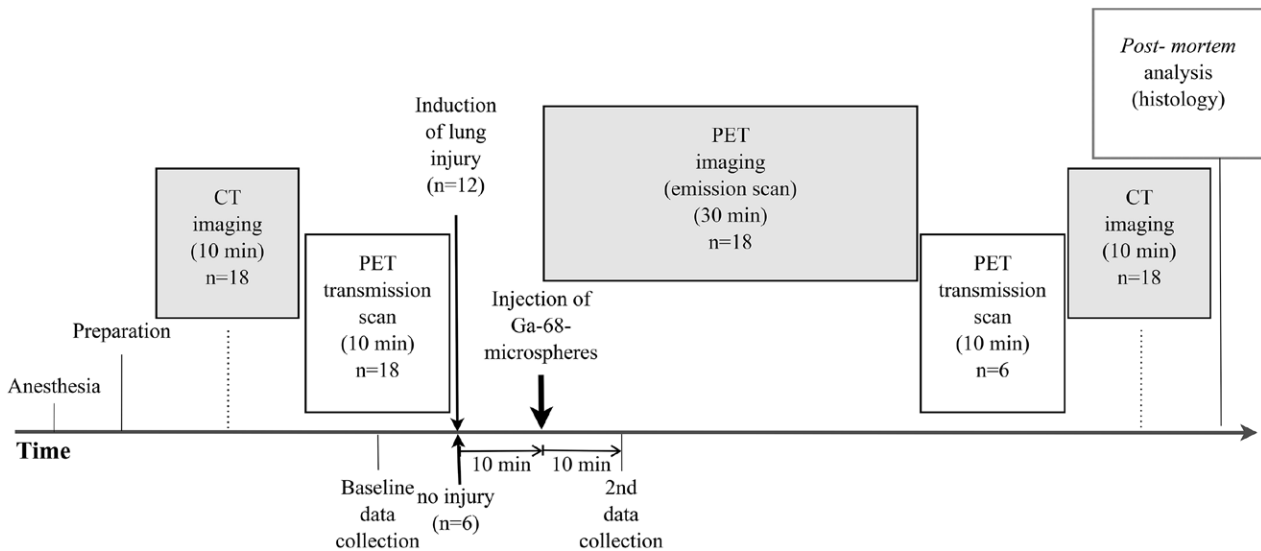 Anesthesia
Preparation
CT
imaging
(10 min)
n=18
PET
transmission
scan
(10 min)
n=18
Induction
of lung
injury
(n=12)
Injection of
Ga-68-
microspheres
PET
imaging
(emission scan)
(30 min)
n=18
PET
transmission
scan
(10 min)
n=6
CT
imaging
(10 min)
n=18
Post- mortem
analysis
(histology)
Time
Baseline
data
collection
no injury
(n=6)
10 min
10 min
2nd
data
collection